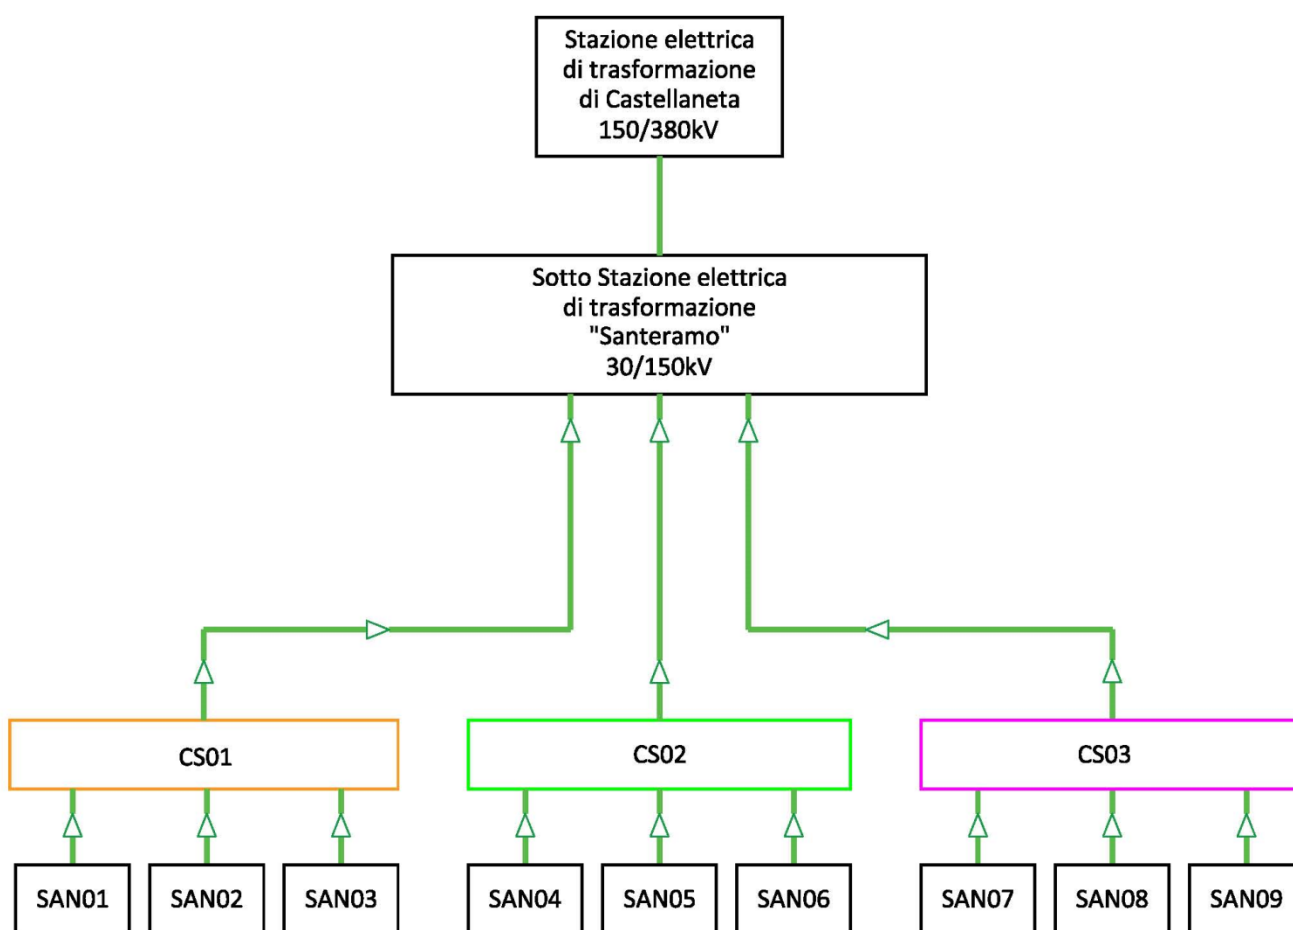 Stazione elettrica
di trasformazione
di Castellaneta
150/380kV
Sotto Stazione elettrica
di trasformazione
"Santeramo"
30/150kV
CS01
CS02
CS03
SAN01
SAN02
SAN03
SAN04
SAN05
SAN06
SAN07
SAN08
SAN09